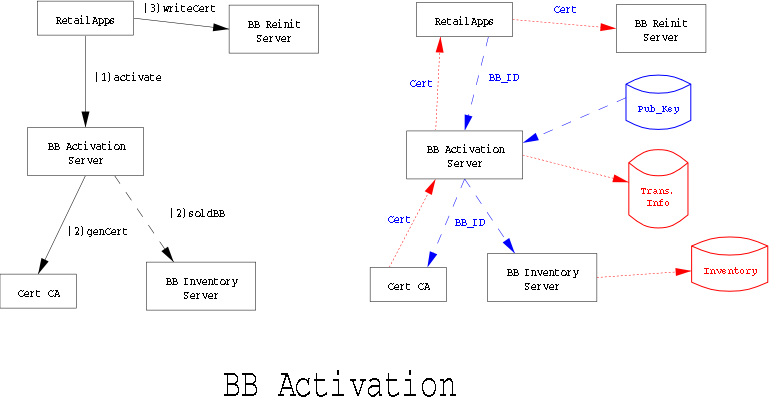 RetailApps
|3)writeCert
BB Reinit
Server
|1)activate
BB Activation
Server
|2)genCert
|2)soldBB
Cert CA
BB Inventory
Server
RetailApps
Cert
BB Reinit
Server
Cert
BB_ID
Pub_Key
BB Activation
Server
Trans.
Info
Cert
BB_ID
Cert CA
BB Inventory
Server
Inventory
BB Activation